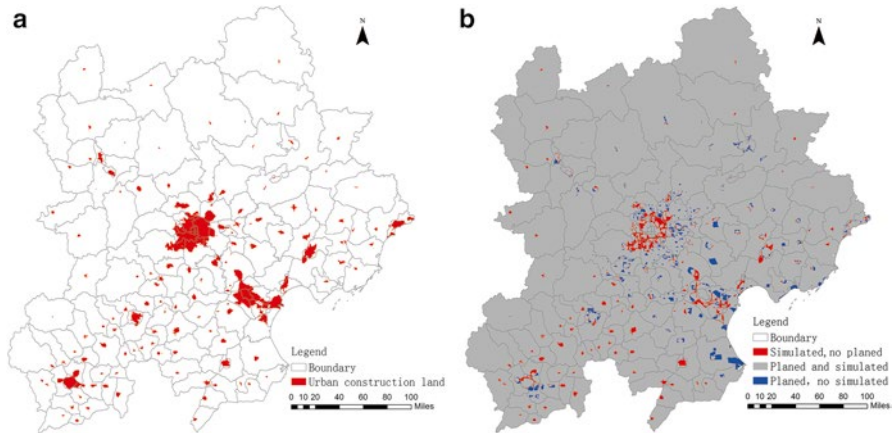 a
N
Legend
Boundary
Urban construction land
0 10 20 40 60 80 100
Miles
b
N
Legend
Boundary
Simulated,no planed
Planed and simulated
Planed, no simulated
0 10 20 40 60 80 100
Miles